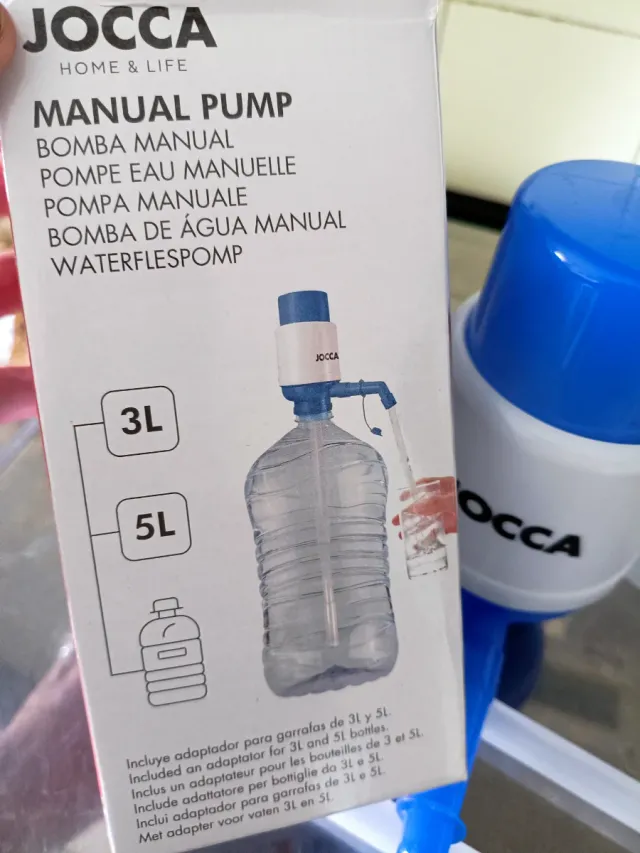 JOCCA
HOME & LIFE
MANUAL PUMP
BOMBA MANUAL
POMPE EAU MANUELLE
POMPA MANUALE
BOMBA DE ÁGUA MANUAL
WATERFLESPOMP
JOCCA
3L
5L
JOCCA
Incluye adaptador para garrafas de 3L y 5L.
Included an adaptator for 3L and 5L bottles.
Inclus un adaptateur pour les bouteilles de 3 et 5L.
Include adattatore per bottiglie da 3L e 5L.
Inclui adaptador para garrafas de 3L e 5L.
Met adapter voor vaten 3L en 5L.